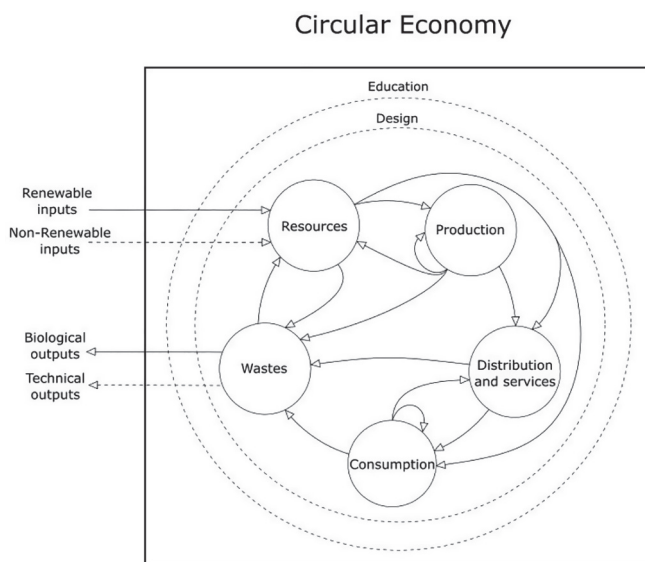 Circular Economy
Education
Design
Renewable
inputs
Non-Renewable
inputs
Resources
Production
Biological
outputs
Technical
outputs
Wastes
Distribution
and services
Consumption